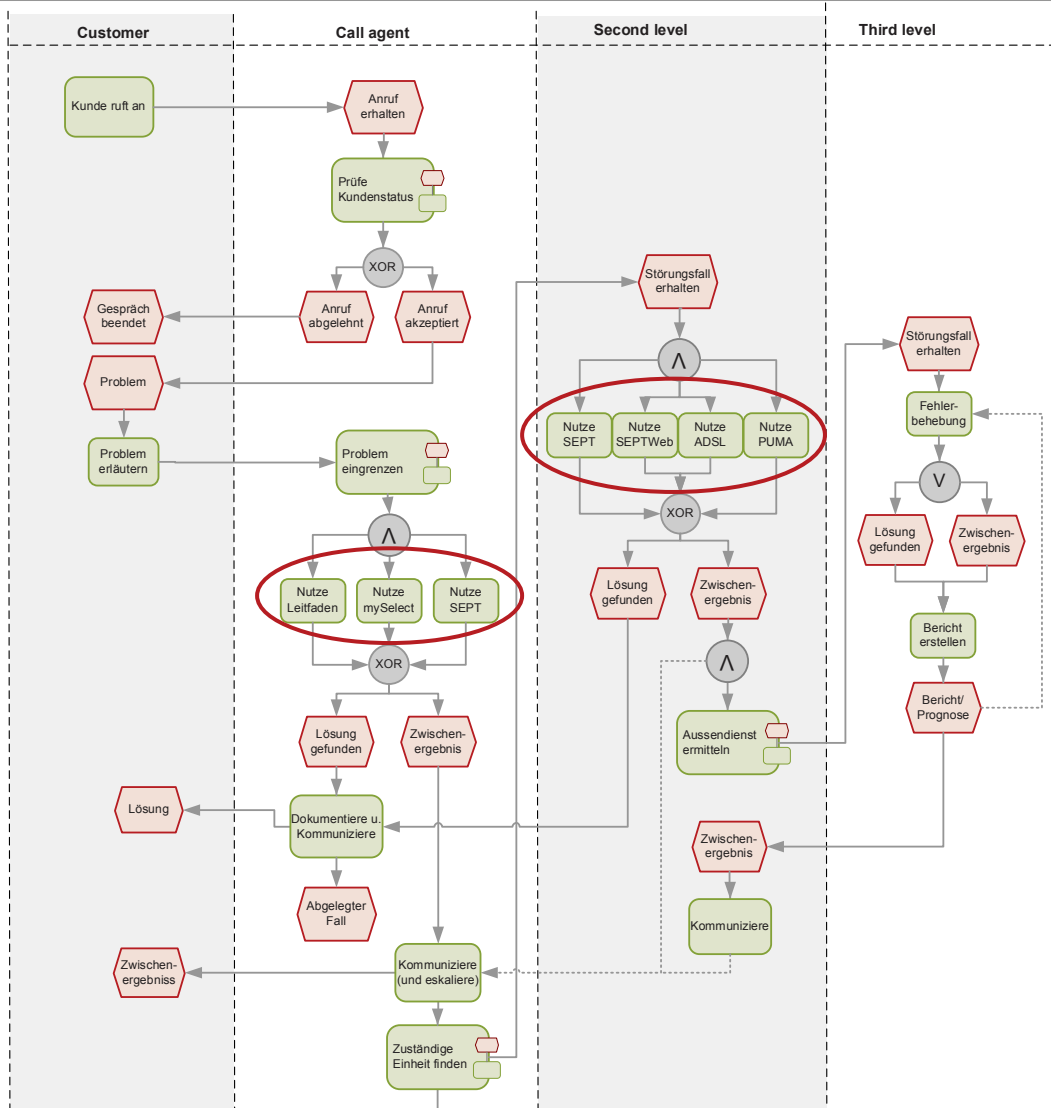 Customer
Call agent
Second level
Third level
Kunde ruft an
Anruf
erhalten
Prüfe
Kundenstatus
XOR
Anruf
abgelehnt
Anruf
akzeptiert
Gespräch
beendet
Problem
Problem
erläutern
Problem
eingrenzen
Λ
Nutze
Leitfaden
Nutze
mySelect
Nutze
SEPT
XOR
Lösung
gefunden
Zwischen-
ergebnis
Lösung
Dokumentiere u.
Kommuniziere
Abgelegter
Fall
Zwischen-
ergebniss
Kommuniziere
(und eskaliere)
Zuständige
Einheit finden
Störungsfall
erhalten
Λ
Nutze
SEPT
Nutze
SEPTWeb
Nutze
ADSL
Nutze
PUMA
XOR
Lösung
gefunden
Zwischen-
ergebnis
Λ
Aussendienst
ermitteln
Zwischen-
ergebnis
Kommuniziere
Störungsfall
erhalten
Fehler-
behebung
V
Lösung
gefunden
Zwischen-
ergebnis
Bericht
erstellen
Bericht/
Prognose